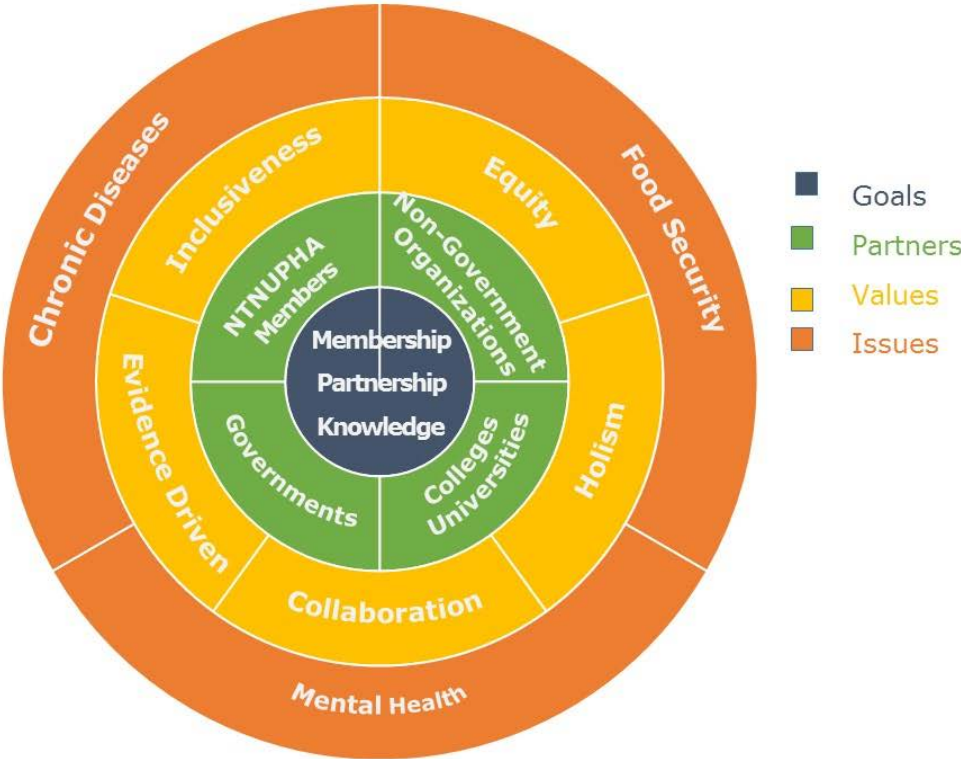 Chronic Diseases
Food Security
Mental Health
Inclusiveness
Equity
Holism
Collaboration
Evidence Driven
NTNUPHA
Members
Non-Government
Organizations
Colleges
Universities
Governments
Membership
Partnership
Knowledge
Goals
Partners
Values
Issues